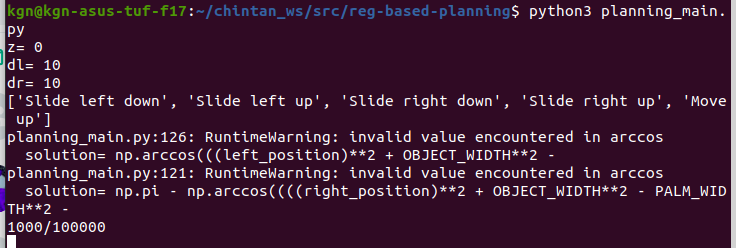 kgn@kgn-asus-tuf-f17:~/chintan_ws/src/reg-based-planning$ python3 planning_main.
py
z= 0
dl= 10
dr= 10
['Slide left down', 'Slide left up', 'Slide right down', 'Slide right up', 'Move
 up']
planning_main.py:126: RuntimeWarning: invalid value encountered in arccos
  solution= np.arccos(((left_position)**2 + OBJECT_WIDTH**2 -
planning_main.py:121: RuntimeWarning: invalid value encountered in arccos
  solution= np.pi - np.arccos((((right_position)**2 + OBJECT_WIDTH**2 - PALM_WID
TH**2 -
1000/100000